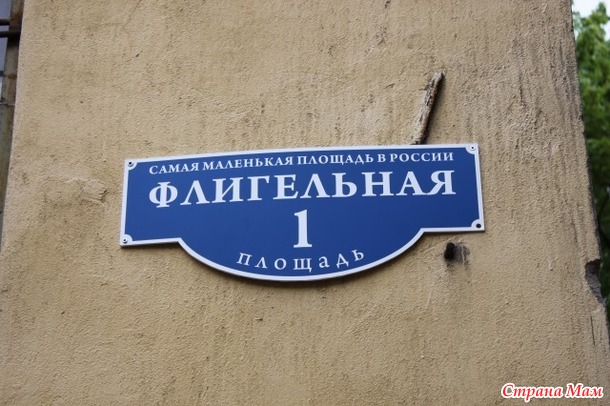 САМАЯ МАЛЕНЬКАЯ ПЛОЩАДЬ В РОССИИ
ФЛИГЕЛЬНАЯ
1
ПЛОЩАДЬ
Страна Мам